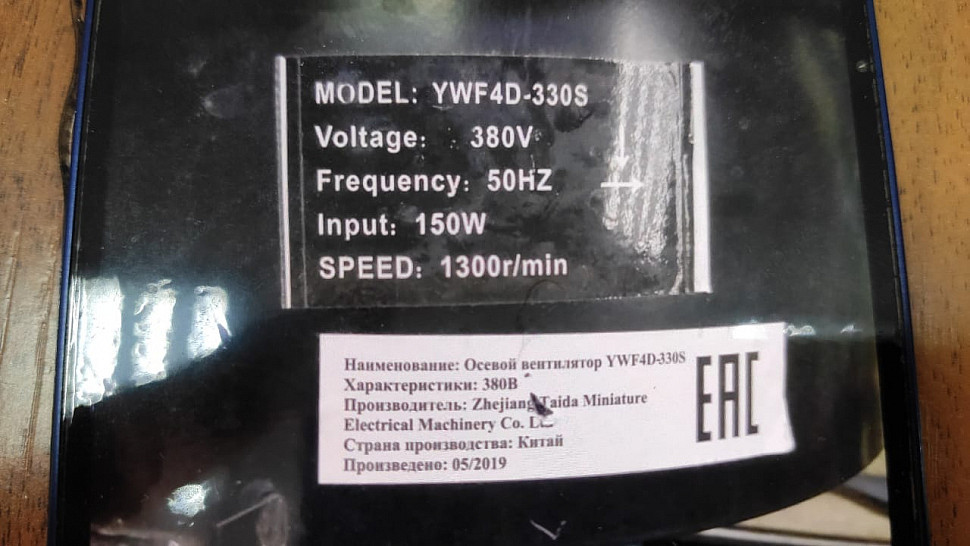 MODEL: YWF4D-330S
Voltage: 380V
Frequency: 50HZ
Input: 150W
SPEED: 1300r/min
Наименование: Осевой вентилятор YWF4D-330S
Характеристики: 380В
Производитель: Zhejiang Taida Miniature
Electrical Machinery Co.
Страна производства: Китай
Произведено: 05/2019
EAC